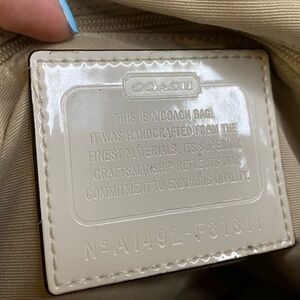 COACH
THIS IS A COACH BAG.
IT WAS HANDCRAFTED FROM THE
FINEST MATERIALS. ITS SUPERIOR
CRAFTSMANSHIP REFLECTS OUR
COMMITMENT TO ENDURING QUALITY.
Nº A1492-F81611